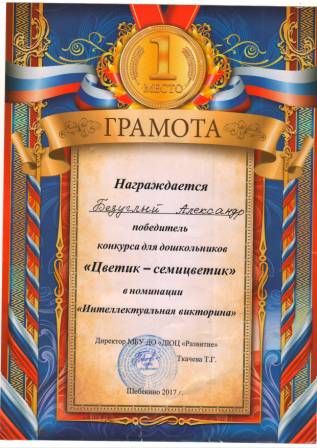 1
МЕСТО
ГРАМОТА
Награждается
Безуглый Александр
победитель
конкурса для дошкольников
«Цветик – семицветик»
в номинации
«Интеллектуальная викторина»
Директор МБУ ДО «ДЮЦ «Развитие»
Ткачева Т.Г.
Шебекино 2017 г.